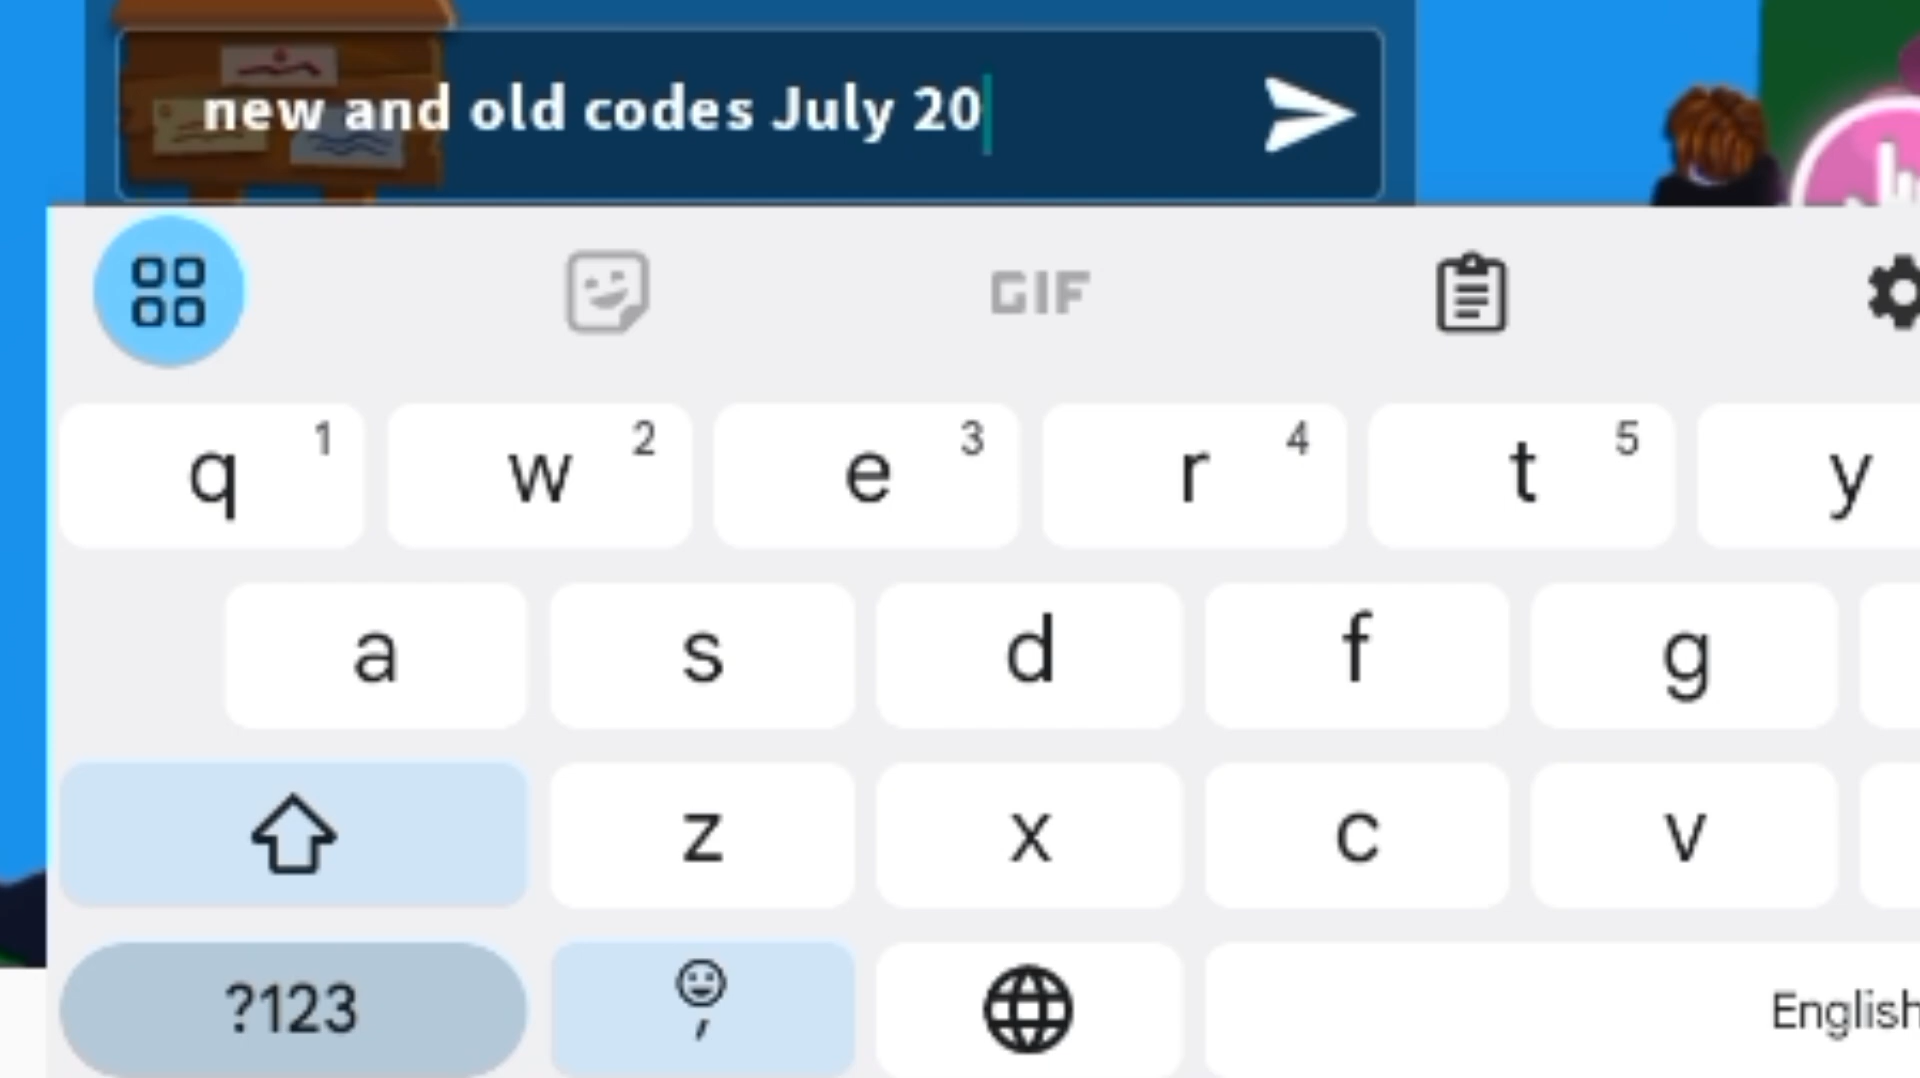 new and old codes July 20
GIF
q 1 w 2 e 3 r 4 t 5 y
a s d f g
z x c v
?123 , English